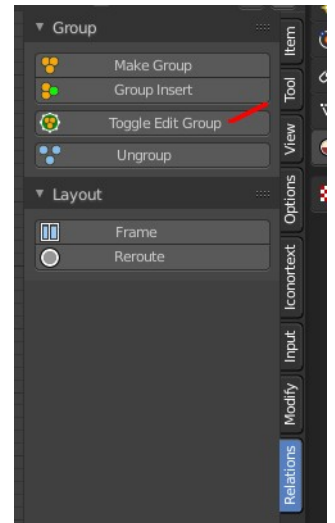 Group
Make Group
Group Insert
Toggle Edit Group
Ungroup
Layout
Frame
Reroute
Item
Tool
View
Options
Iconortext
Input
Modify
Relations